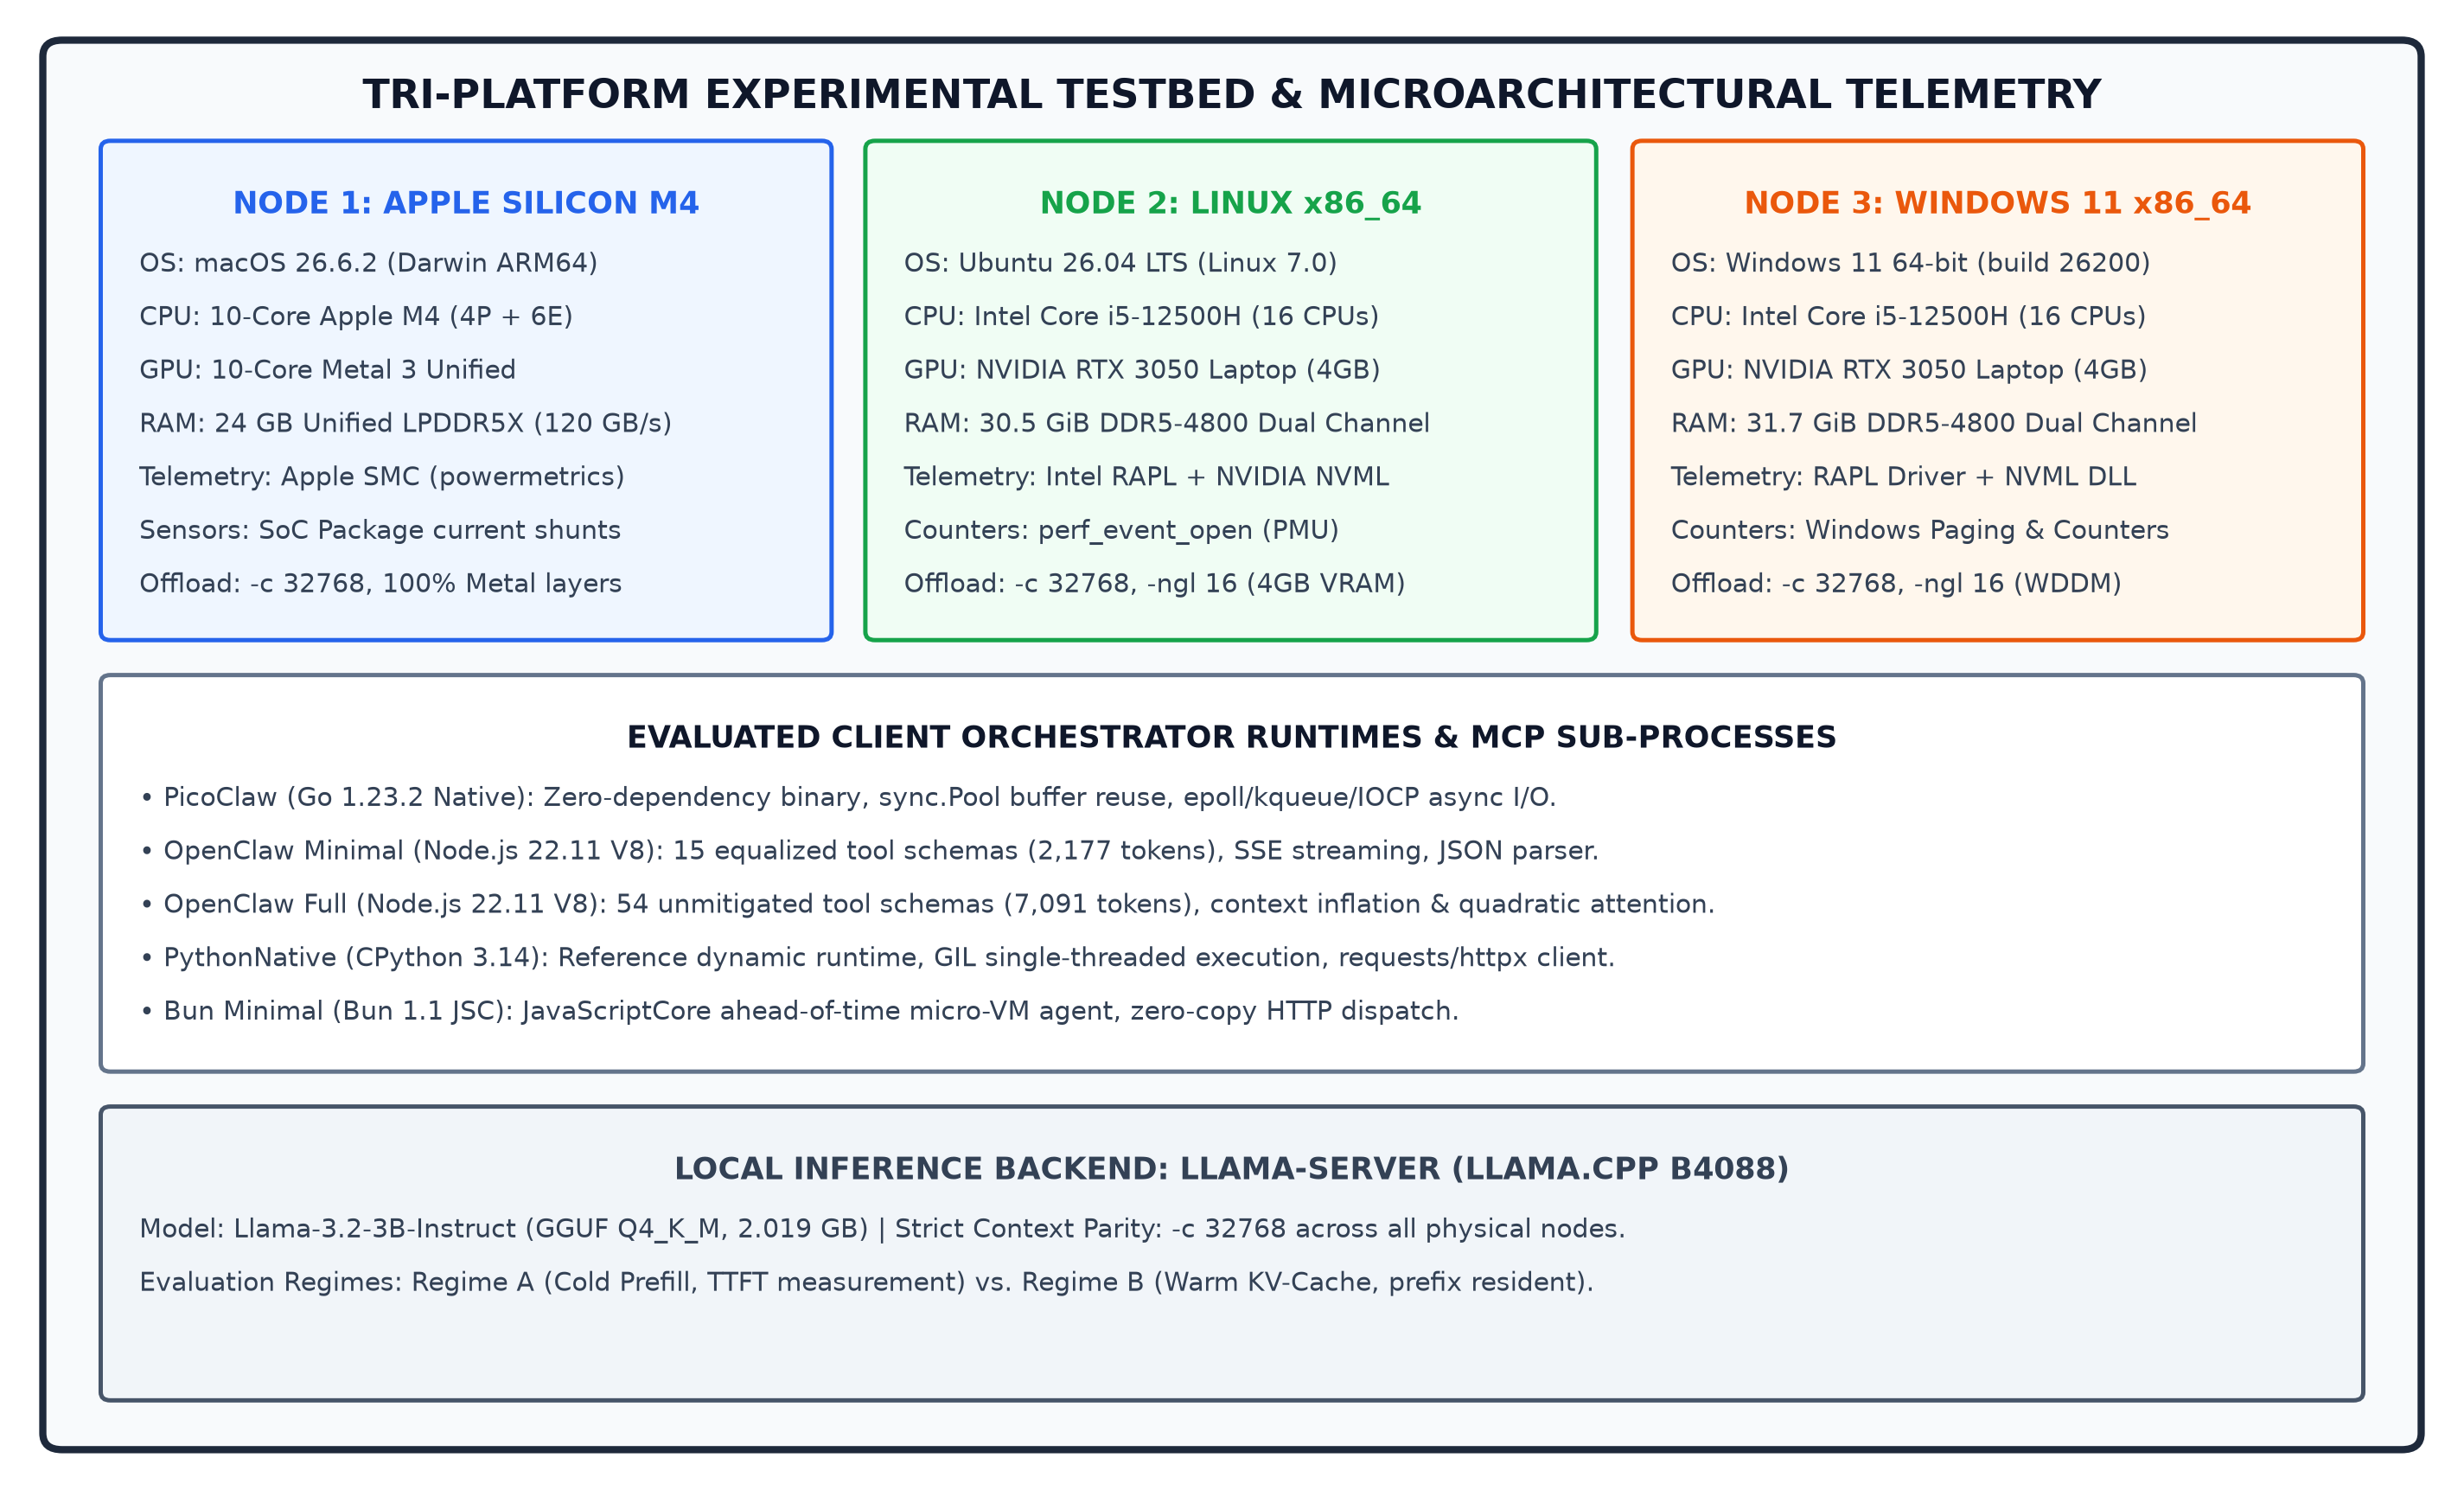 TRI-PLATFORM EXPERIMENTAL TESTBED & MICROARCHITECTURAL TELEMETRY
NODE 1: APPLE SILICON M4
OS: macOS 26.6.2 (Darwin ARM64)
CPU: 10-Core Apple M4 (4P + 6E)
GPU: 10-Core Metal 3 Unified
RAM: 24 GB Unified LPDDR5X (120 GB/s)
Telemetry: Apple SMC (powermetrics)
Sensors: SoC Package current shunts
Offload: -c 32768, 100% Metal layers
NODE 2: LINUX x86_64
OS: Ubuntu 26.04 LTS (Linux 7.0)
CPU: Intel Core i5-12500H (16 CPUs)
GPU: NVIDIA RTX 3050 Laptop (4GB)
RAM: 30.5 GiB DDR5-4800 Dual Channel
Telemetry: Intel RAPL + NVIDIA NVML
Counters: perf_event_open (PMU)
Offload: -c 32768, -ngl 16 (4GB VRAM)
NODE 3: WINDOWS 11 x86_64
OS: Windows 11 64-bit (build 26200)
CPU: Intel Core i5-12500H (16 CPUs)
GPU: NVIDIA RTX 3050 Laptop (4GB)
RAM: 31.7 GiB DDR5-4800 Dual Channel
Telemetry: RAPL Driver + NVML DLL
Counters: Windows Paging & Counters
Offload: -c 32768, -ngl 16 (WDDM)
EVALUATED CLIENT ORCHESTRATOR RUNTIMES & MCP SUB-PROCESSES
• PicoClaw (Go 1.23.2 Native): Zero-dependency binary, sync.Pool buffer reuse, epoll/kqueue/IOCP async I/O.
• OpenClaw Minimal (Node.js 22.11 V8): 15 equalized tool schemas (2,177 tokens), SSE streaming, JSON parser.
• OpenClaw Full (Node.js 22.11 V8): 54 unmitigated tool schemas (7,091 tokens), context inflation & quadratic attention.
• PythonNative (CPython 3.14): Reference dynamic runtime, GIL single-threaded execution, requests/httpx client.
• Bun Minimal (Bun 1.1 JSC): JavaScriptCore ahead-of-time micro-VM agent, zero-copy HTTP dispatch.
LOCAL INFERENCE BACKEND: LLAMA-SERVER (LLAMA.CPP B4088)
Model: Llama-3.2-3B-Instruct (GGUF Q4_K_M, 2.019 GB) | Strict Context Parity: -c 32768 across all physical nodes.
Evaluation Regimes: Regime A (Cold Prefill, TTFT measurement) vs. Regime B (Warm KV-Cache, prefix resident).